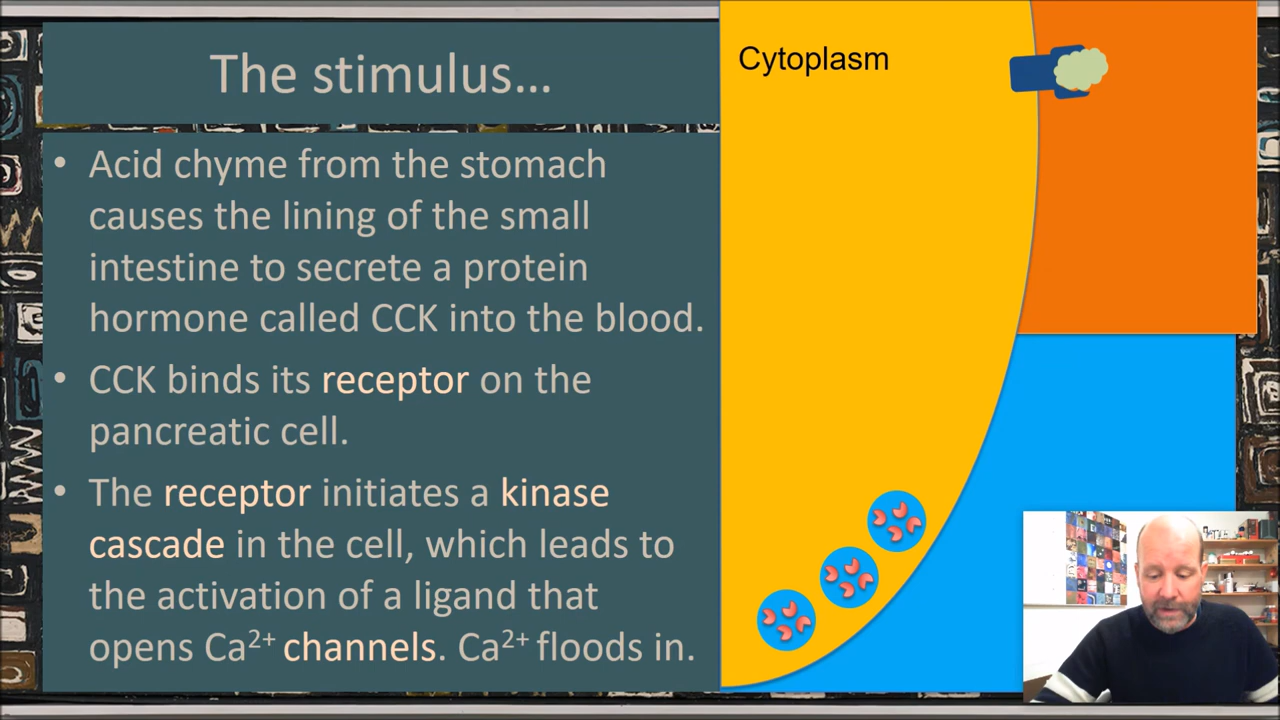 The stimulus…
• Acid chyme from the stomach
causes the lining of the small
intestine to secrete a protein
hormone called CCK into the blood.
• CCK binds its receptor on the
pancreatic cell.
• The receptor initiates a kinase
cascade in the cell, which leads to
the activation of a ligand that
opens Ca²⁺ channels. Ca²⁺ floods in.
Cytoplasm